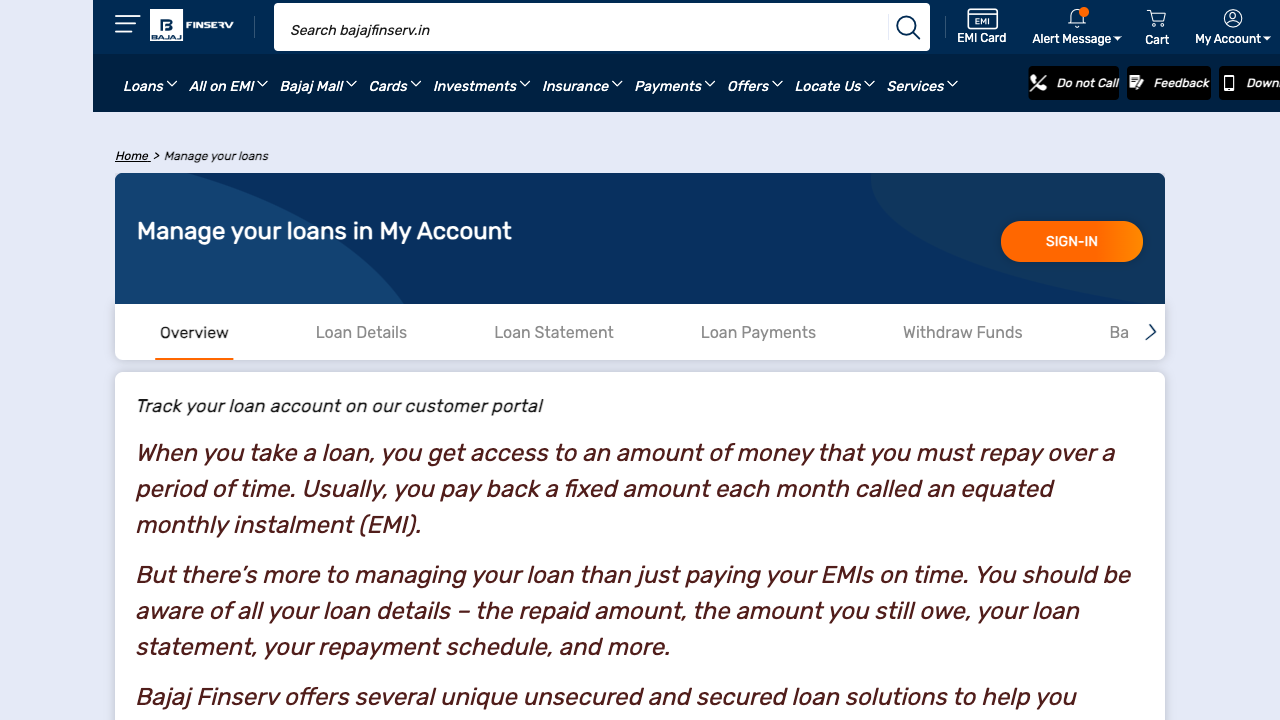 BAJAJ FINSERV Search bajajfinserv.in EMI EMI Card Alert Message Cart My Account
Loans All on EMI Bajaj Mall Cards Investments Insurance Payments Offers Locate Us Services Do not Call Feedback Down
Home > Manage your loans
Manage your loans in My Account
SIGN-IN
Overview Loan Details Loan Statement Loan Payments Withdraw Funds Ba
Track your loan account on our customer portal
When you take a loan, you get access to an amount of money that you must repay over a
period of time. Usually, you pay back a fixed amount each month called an equated
monthly instalment (EMI).
But there’s more to managing your loan than just paying your EMIs on time. You should be
aware of all your loan details – the repaid amount, the amount you still owe, your loan
statement, your repayment schedule, and more.
Bajaj Finserv offers several unique unsecured and secured loan solutions to help you